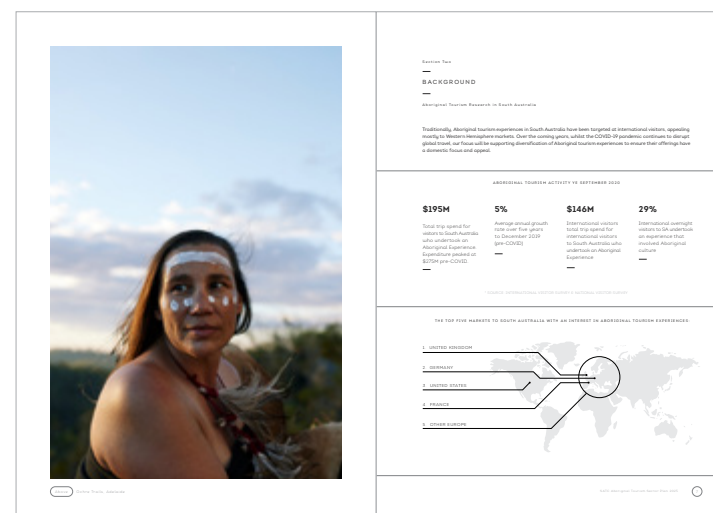 Section Two
BACKGROUND
Aboriginal Tourism Research in South Australia
Traditionally, Aboriginal tourism experiences in South Australia have been targeted at international visitors, appealing
mostly to Western Hemisphere markets. Over the coming years, whilst the COVID-19 pandemic continues to disrupt
global travel, our focus will be supporting diversification of Aboriginal tourism experiences to ensure their offerings have
a domestic focus and appeal.
ABORIGINAL TOURISM ACTIVITY YE SEPTEMBER 2020
$195M
Total trip spend for
visitors to South Australia
who undertook an
Aboriginal Experience.
Expenditure peaked at
$275M pre-COVID
5%
Average annual growth
rate over five years
to December 2019
(pre-COVID)
$146M
International visitors
total trip spend for
international visitors
to South Australia who
undertook an Aboriginal
Experience
29%
International overnight
visitors to SA undertook
an experience that
involved Aboriginal
culture
*SOURCE: INTERNATIONAL VISITOR SURVEY & NATIONAL VISITOR SURVEY
THE TOP FIVE MARKETS TO SOUTH AUSTRALIA WITH AN INTEREST IN ABORIGINAL TOURISM EXPERIENCES:
1. UNITED KINGDOM
2. GERMANY
3. UNITED STATES
4. FRANCE
5. OTHER EUROPE
Above